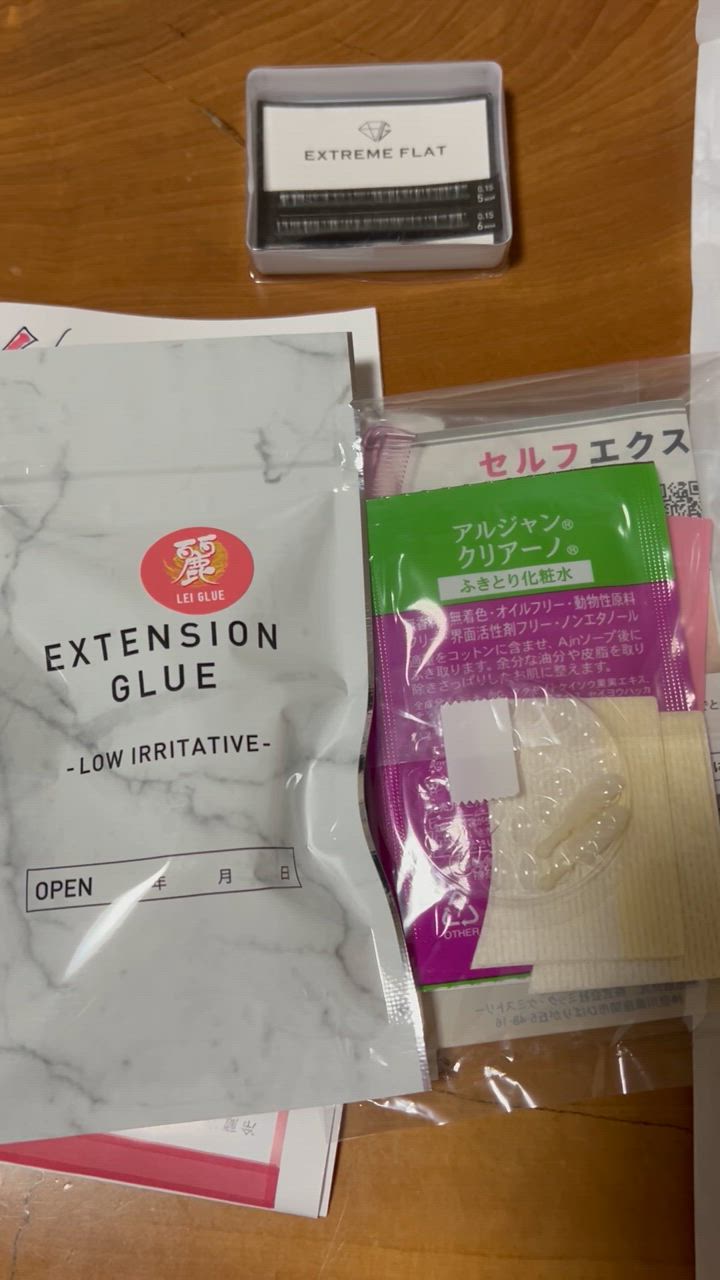 EXTREME FLAT
0.15
5mm
0.15
6mm
セルフエクス
アルジャン®
クリアーノ®
ふきとり化粧水
無着色・オイルフリー・動物性原料
フリー・界面活性剤フリー・ノンエタノール
をコットンに含ませ、Ajnソープ後に
き取ります。余分な油分や皮脂を取り
除きさっぱりしたお肌に整えます。
麗
LEI GLUE
EXTENSION
GLUE
-LOW IRRITATIVE-
OPEN 年 月 日
OTHER
冷蔵